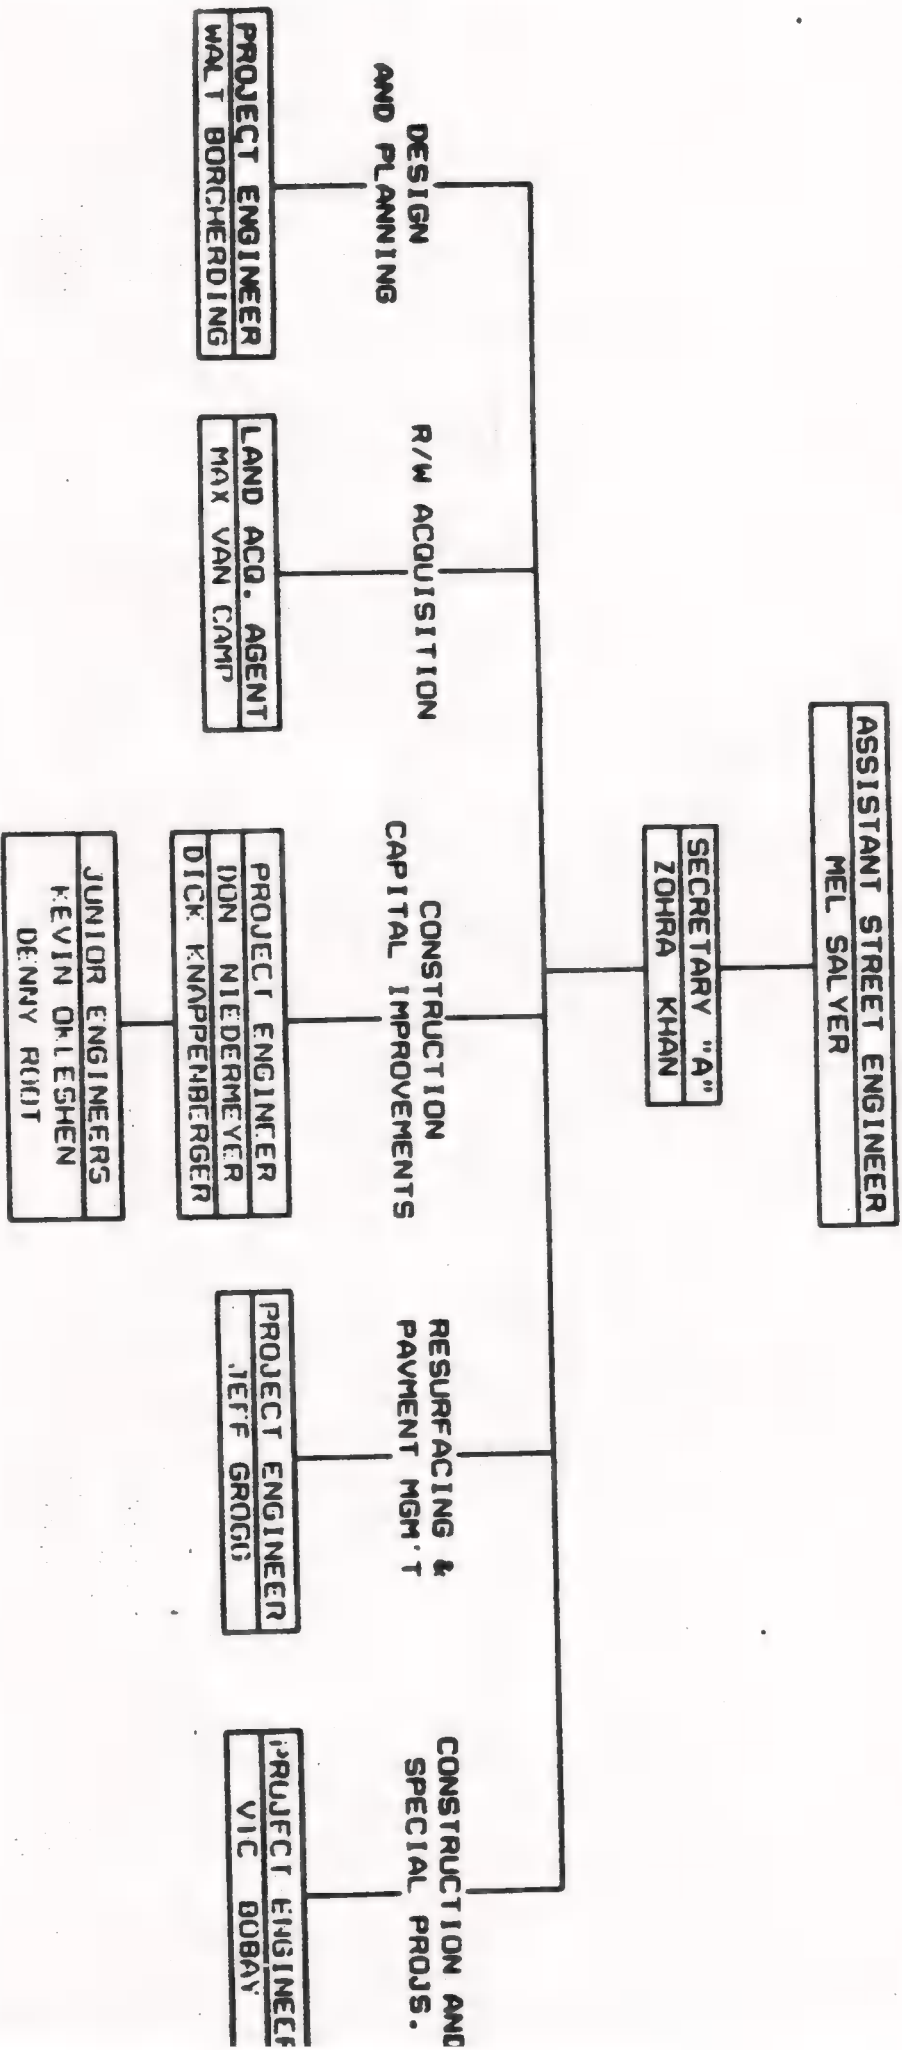 ASSISTANT STREET ENGINEER
MEL SALYER
SECRETARY "A"
ZOHRA KHAN
DESIGN
AND PLANNING
PROJECT ENGINEER
WALT BORCHERDING
R/W ACQUISITION
LAND ACQ. AGENT
MAX VAN CAMP
CONSTRUCTION
CAPITAL IMPROVEMENTS
PROJECT ENGINEER
DON NIEDERMEYER
DICK KNAPPENBERGER
JUNIOR ENGINEERS
KEVIN OKLESHEN
DENNY ROOT
RESURFACING &
PAVMENT MGM'T
PROJECT ENGINEER
JEFF GROGG
CONSTRUCTION AND
SPECIAL PROJS.
PROJECT ENGINEER
VIC BOBAY